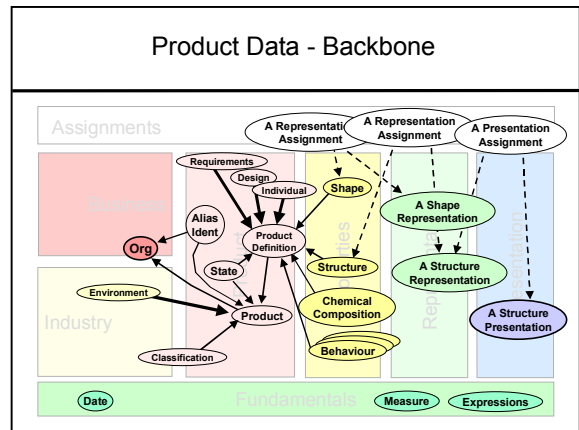 Product Data - Backbone
Assignments
A Representation
Assignment
A Representation
Assignment
A Presentation
Assignment
Requirements
Design
Individual
Shape
Business
Alias
Ident
A Shape
Representation
Org
Product
Definition
State
Structure
A Structure
Representation
Environment
Chemical
Composition
Industry
Product
A Structure
Presentation
Classification
Behaviour
Date
Fundamentals
Measure
Expressions